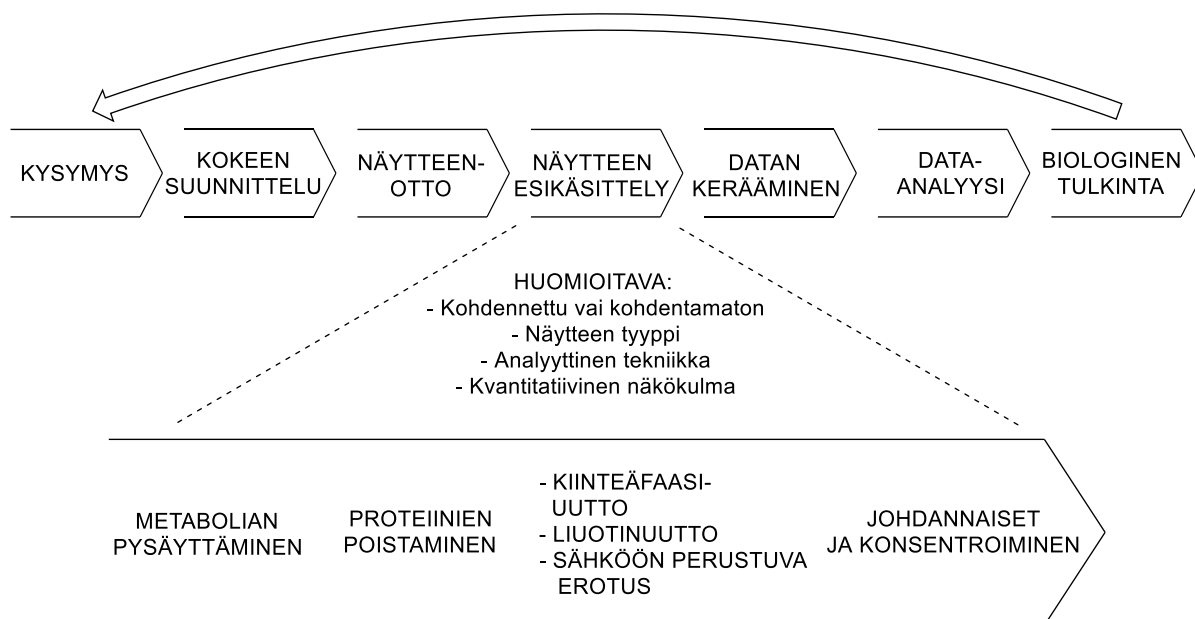 KYSYMYS
KOKEEN
SUUNNITTELU
NÄYTTEEN-
OTTO
NÄYTTEEN
ESIKÄSITTELY
DATAN
KERÄÄMINEN
DATA-
ANALYYSI
BIOLOGINEN
TULKINTA
HUOMIOITAVA:
- Kohdennettu vai kohdentamaton
- Näytteen tyyppi
- Analyyttinen tekniikka
- Kvantitatiivinen näkökulma
METABOLIAN
PYSÄYTTÄMINEN
PROTEIINIEN
POISTAMINEN
- KIINTEÄFAASI-
UUTTO
- LIUOTINUUTTO
- SÄHKÖÖN PERUSTUVA
EROTUS
JOHDANNAISET
JA KONSENTROIMINEN